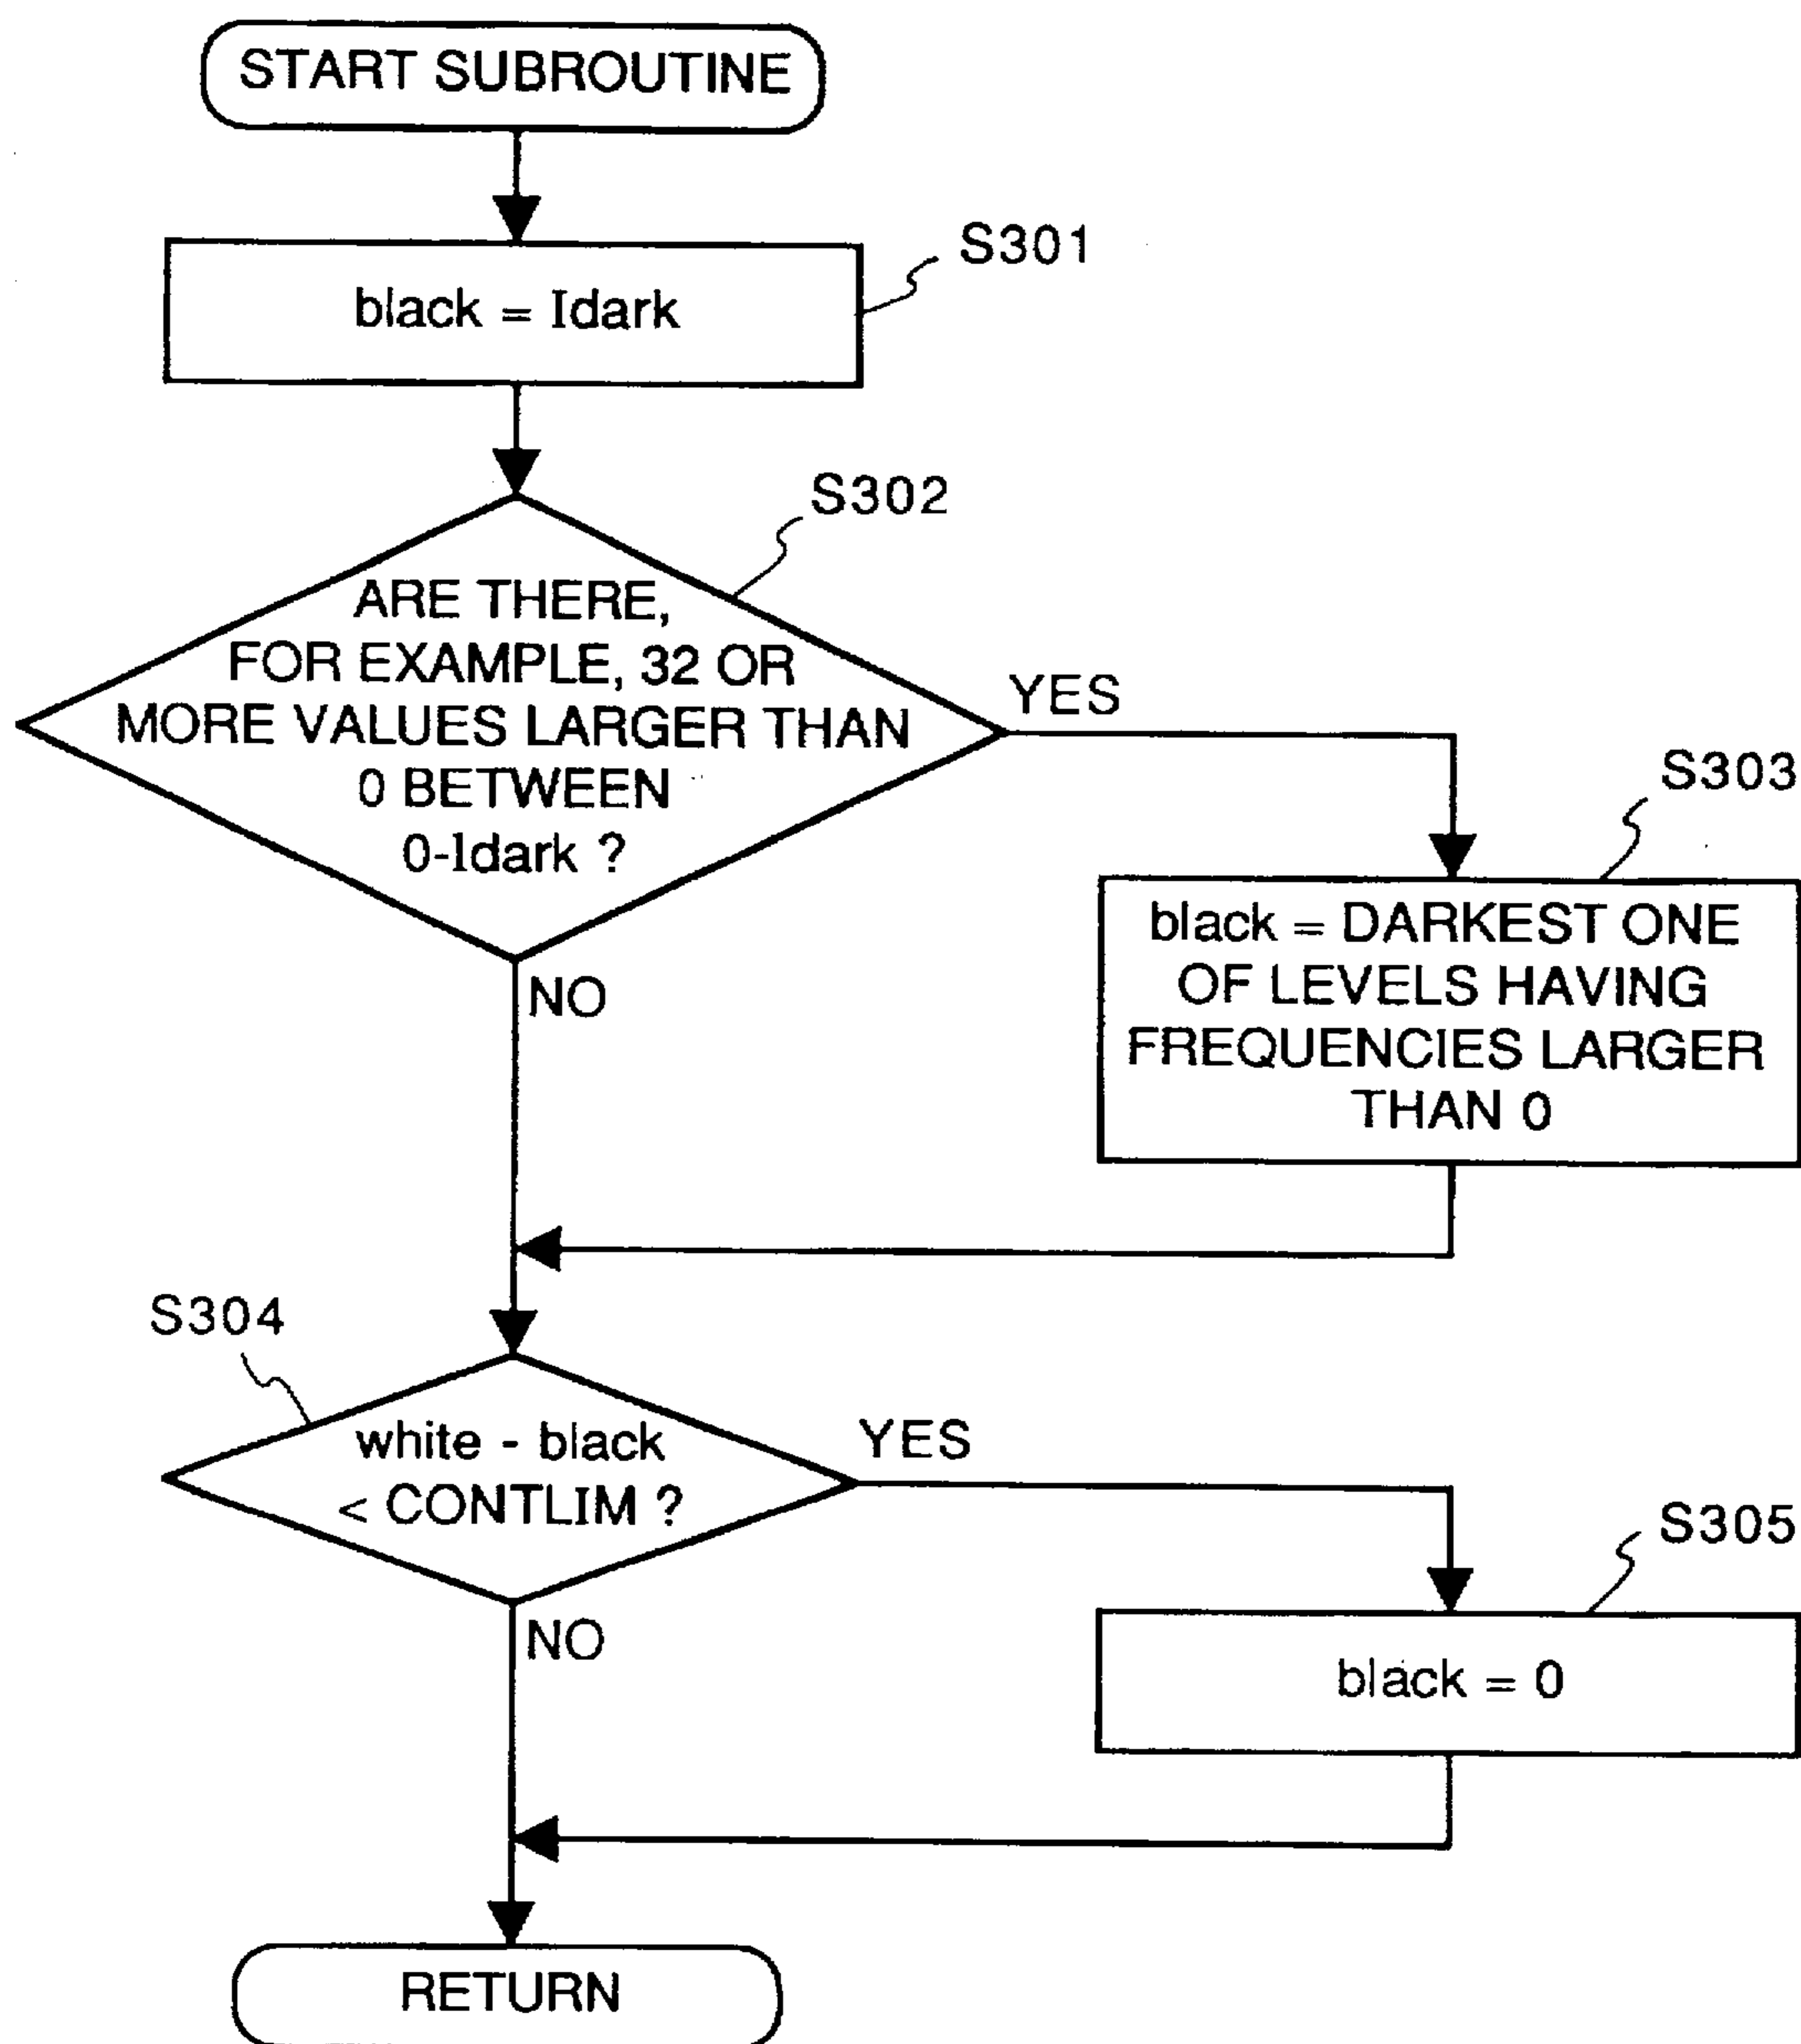 START SUBROUTINE
S301
black = Idark
S302
ARE THERE,
FOR EXAMPLE, 32 OR
MORE VALUES LARGER THAN
0 BETWEEN
0-Idark ?
YES
NO
S303
black = DARKEST ONE
OF LEVELS HAVING
FREQUENCIES LARGER
THAN 0
S304
white - black
< CONTLIM ?
YES
NO
S305
black = 0
RETURN